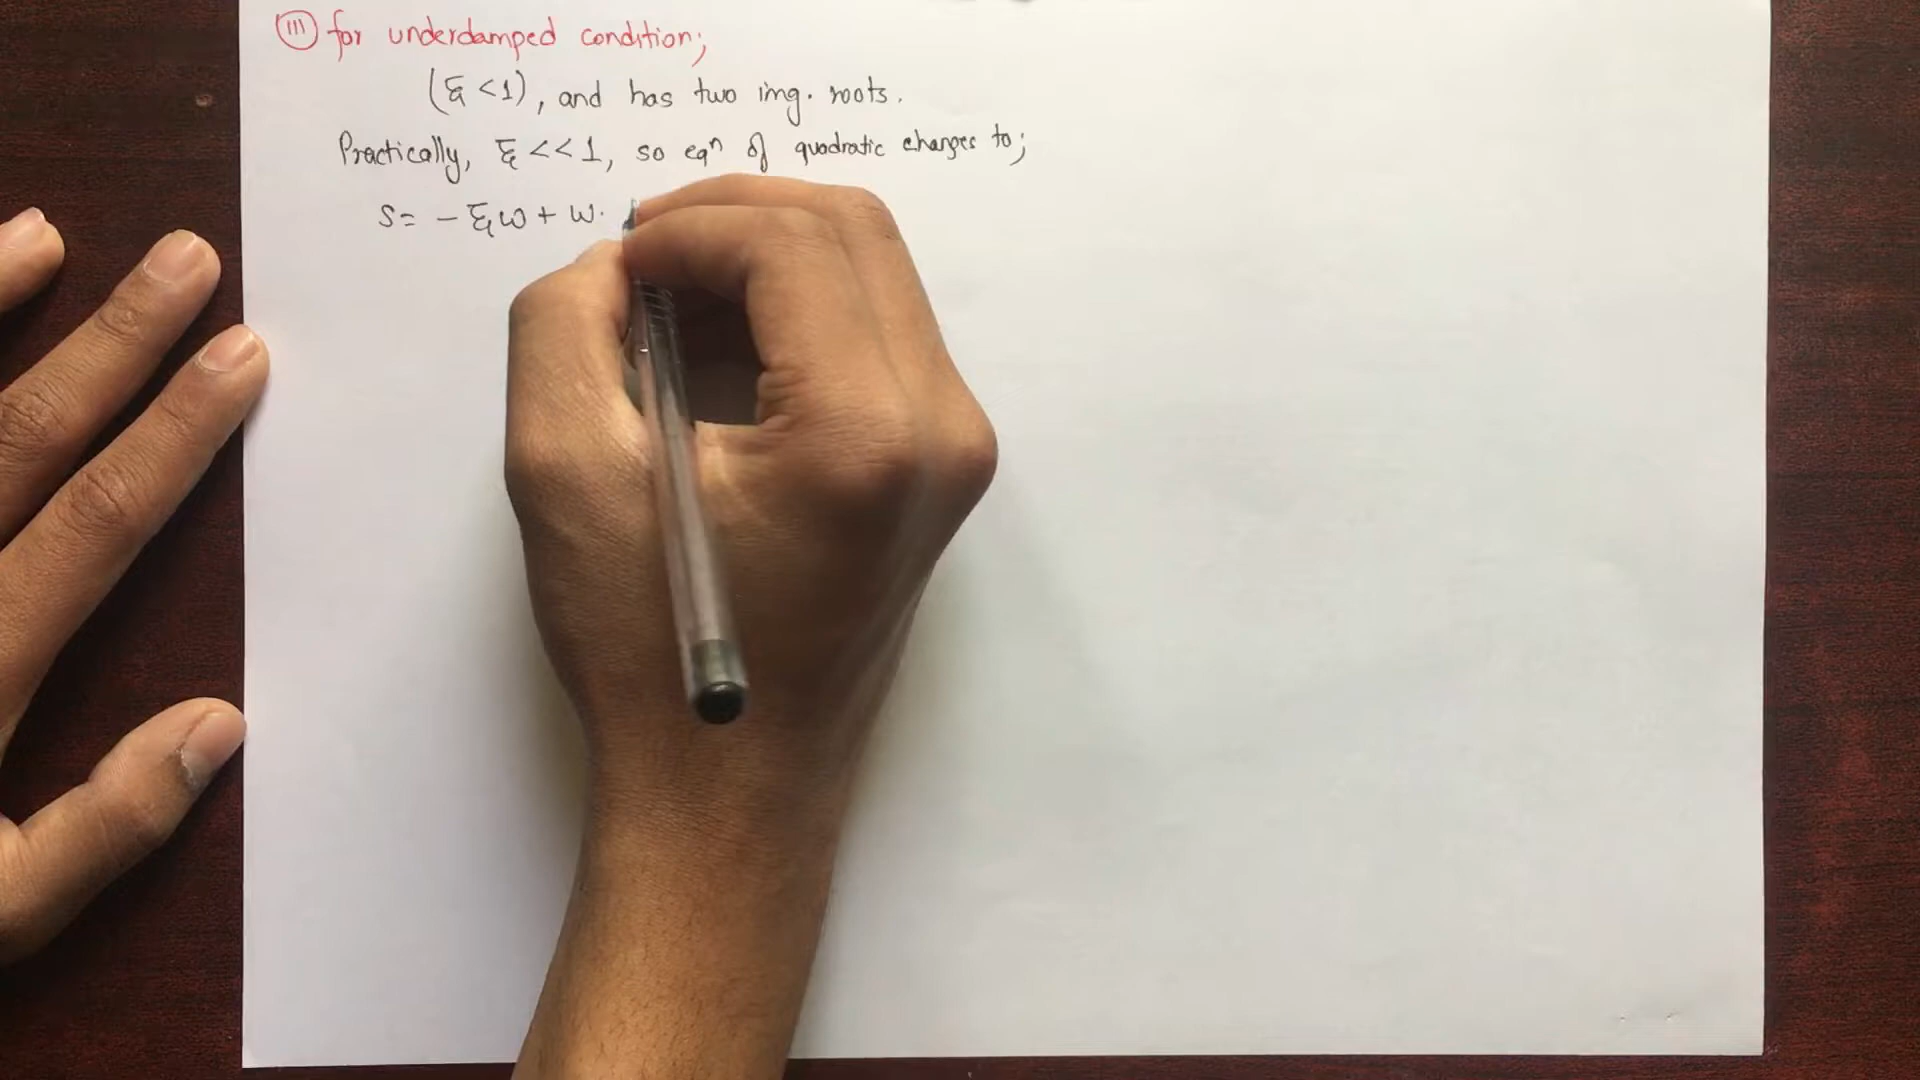 (III) for underdamped condition;
(ξ < 1), and has two img. roots.
Practically, ξ << 1, so eqⁿ of quadratic changes to;
s = - ξω + ω.